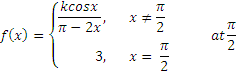 f(x) = { kcosx / π − 2x, x ≠ π/2
3, x = π/2 at π/2